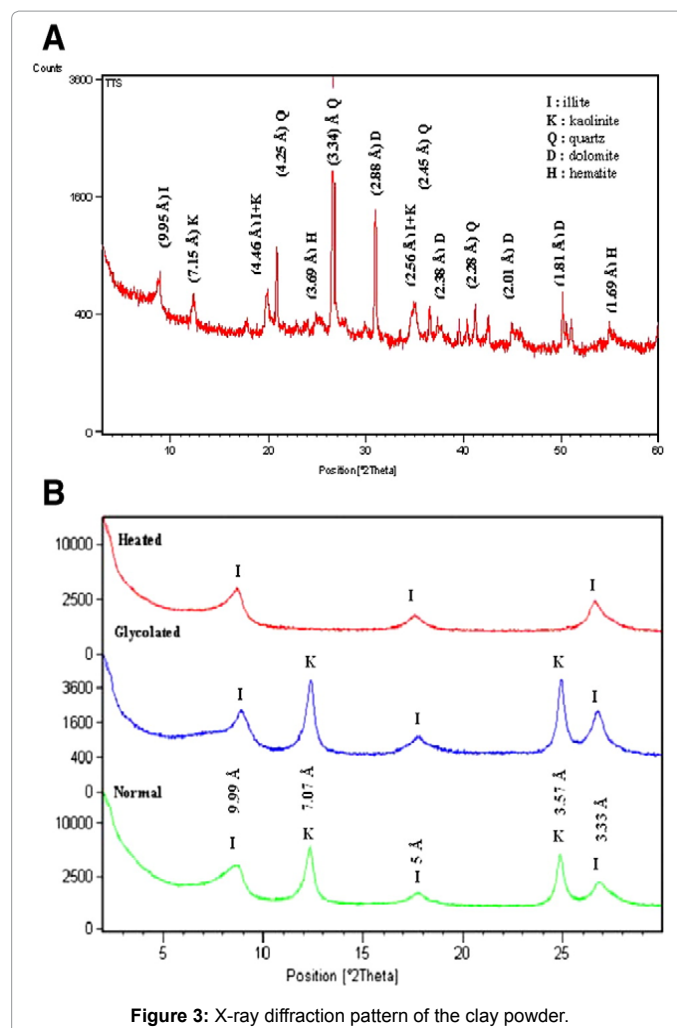 A
Counts
3600
TTS
I : illite
K : kaolinite
Q : quartz
D : dolomite
H : hematite
(9.95 Å) I
(7.15 Å) K
(4.46 Å) I+K
(4.25 Å) Q
(3.69 Å) H
(3.34) Å Q
(2.88 Å) D
(2.56 Å) I+K
(2.45 Å) Q
(2.38 Å) D
(2.28 Å) Q
(2.01 Å) D
(1.81 Å) D
(1.69 Å) H
1600
400
0
10 20 30 40 50 60
Position [°2Theta]
B
10000
Heated
I
I
I
2500
0
Glycolated
K
K
I
I
I
3600
1600
400
0
Normal
9.99 Å
7.07 Å
5 Å
3.57 Å
3.33 Å
10000
I
K
I
K
I
2500
0
5 10 15 20 25
Position [°2Theta]
Figure 3: X-ray diffraction pattern of the clay powder.